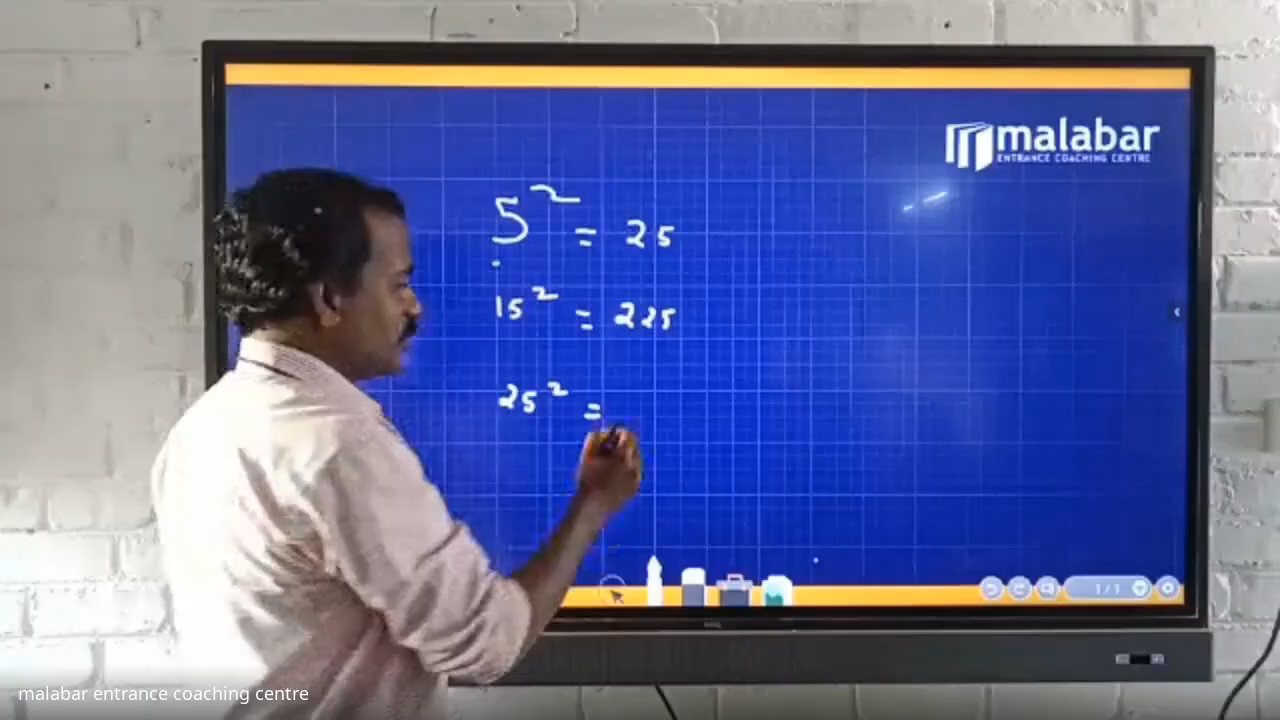 malabar
ENTRANCE COACHING CENTRE
5² = 25
15² = 225
25² =
1/1
malabar entrance coaching centre